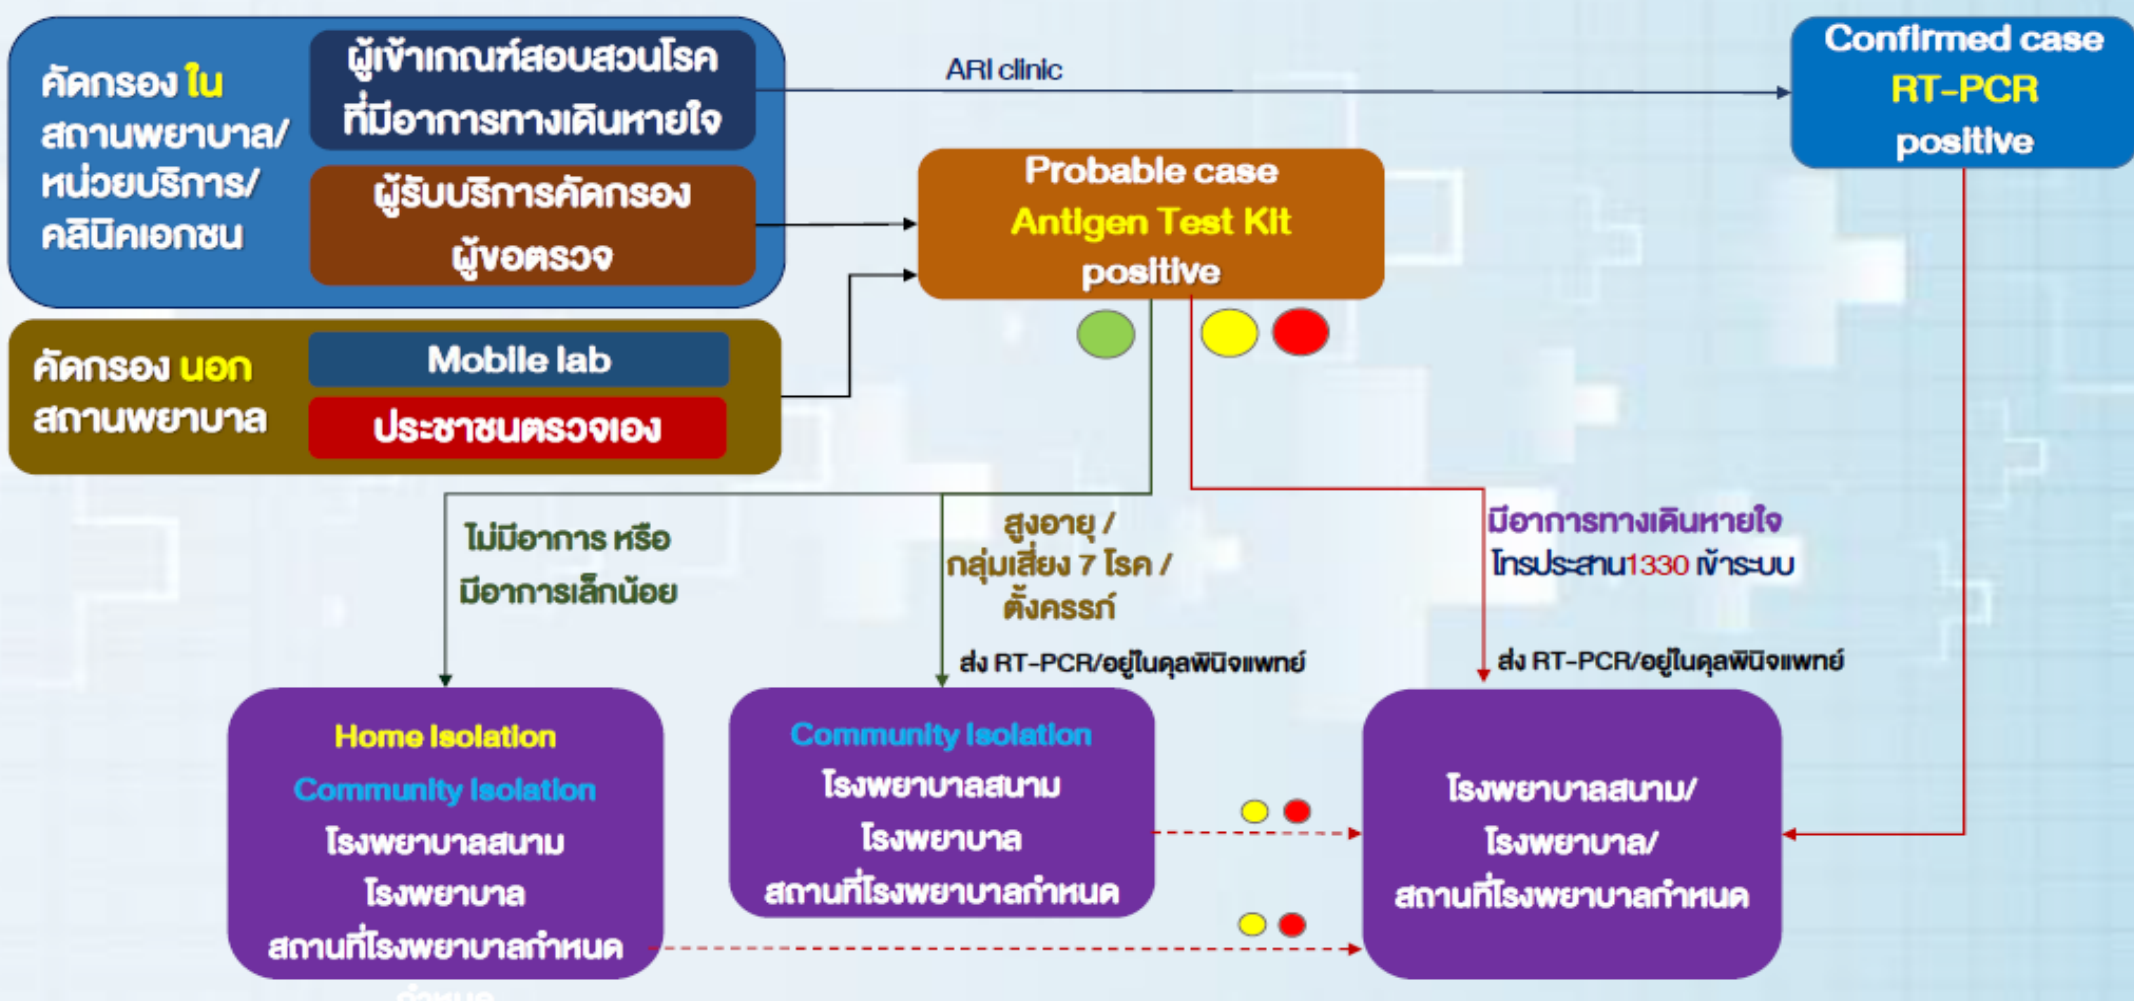 คัดกรอง ใน
สถานพยาบาล/
หน่วยบริการ/
คลินิคเอกชน
ผู้เข้าเกณฑ์สอบสวนโรค
ที่มีอาการทางเดินหายใจ
ผู้รับบริการคัดกรอง
ผู้ขอตรวจ
ARI clinic
Confirmed case
RT-PCR
positive
Probable case
Antigen Test Kit
positive
คัดกรอง นอก
สถานพยาบาล
Mobile lab
ประชาชนตรวจเอง
ไม่มีอาการ หรือ
มีอาการเล็กน้อย
สูงอายุ /
กลุ่มเสี่ยง 7 โรค /
ตั้งครรภ์
ส่ง RT-PCR/อยู่ในดุลพินิจแพทย์
มีอาการทางเดินหายใจ
โทรประสาน1330 เข้าระบบ
ส่ง RT-PCR/อยู่ในดุลพินิจแพทย์
Home Isolation
Community Isolation
โรงพยาบาลสนาม
โรงพยาบาล
สถานที่โรงพยาบาลกำหนด
กำหนด
Community Isolation
โรงพยาบาลสนาม
โรงพยาบาล
สถานที่โรงพยาบาลกำหนด
โรงพยาบาลสนาม/
โรงพยาบาล/
สถานที่โรงพยาบาลกำหนด